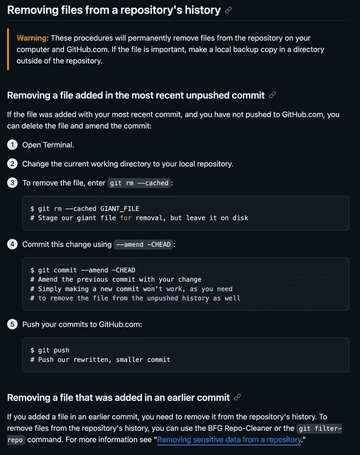 Removing files from a repository's history
Warning: These procedures will permanently remove files from the repository on your
computer and GitHub.com. If the file is important, make a local backup copy in a directory
outside of the repository.
Removing a file added in the most recent unpushed commit
If the file was added with your most recent commit, and you have not pushed to GitHub.com, you
can delete the file and amend the commit:
1 Open Terminal.
2 Change the current working directory to your local repository.
3 To remove the file, enter git rm --cached:
$ git rm --cached GIANT_FILE
# Stage our giant file for removal, but leave it on disk
4 Commit this change using --amend -CHEAD:
$ git commit --amend -CHEAD
# Amend the previous commit with your change
# Simply making a new commit won't work, as you need
# to remove the file from the unpushed history as well
5 Push your commits to GitHub.com:
$ git push
# Push our rewritten, smaller commit
Removing a file that was added in an earlier commit
If you added a file in an earlier commit, you need to remove it from the repository's history. To
remove files from the repository's history, you can use the BFG Repo-Cleaner or the git filter-
repo command. For more information see "Removing sensitive data from a repository."